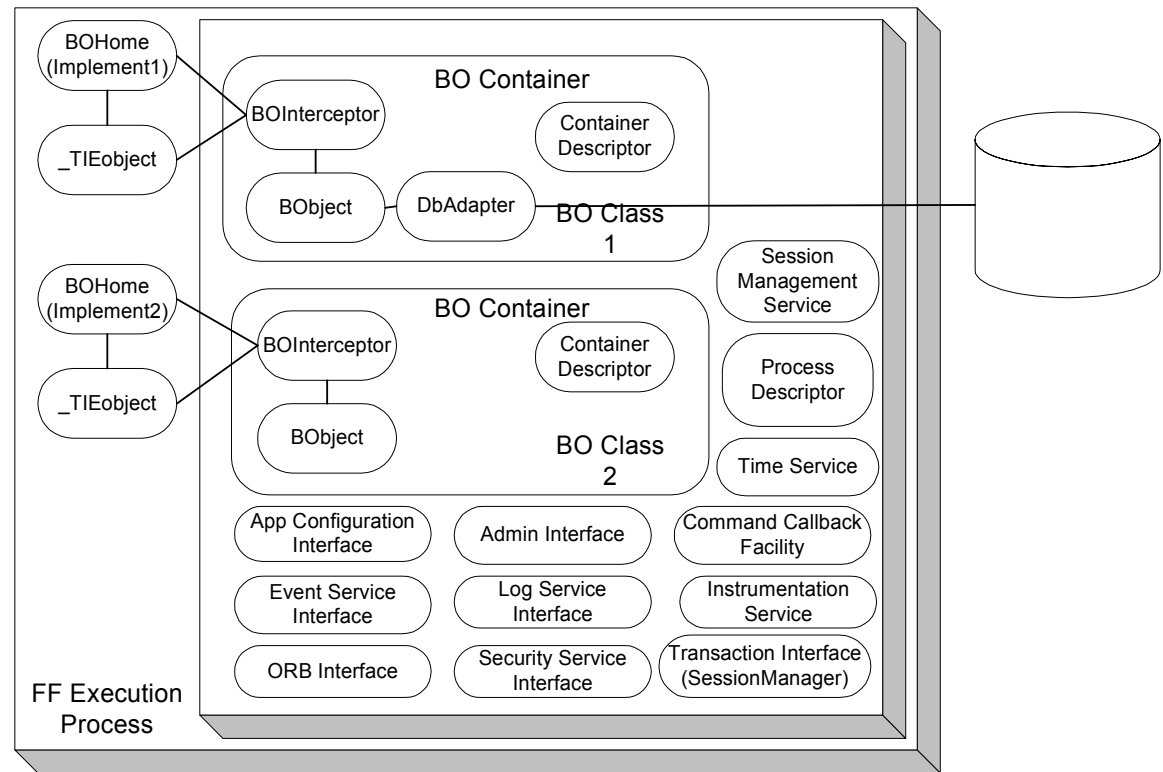 BOHome
(Implement1)
_TIEobject
BO Container
BOInterceptor
Container
Descriptor
BObject
DbAdapter
BO Class
1
BOHome
(Implement2)
_TIEobject
BO Container
BOInterceptor
Container
Descriptor
BObject
BO Class
2
Session
Management
Service
Process
Descriptor
Time Service
App Configuration
Interface
Admin Interface
Command Callback
Facility
Event Service
Interface
Log Service
Interface
Instrumentation
Service
ORB Interface
Security Service
Interface
Transaction Interface
(SessionManager)
FF Execution
Process